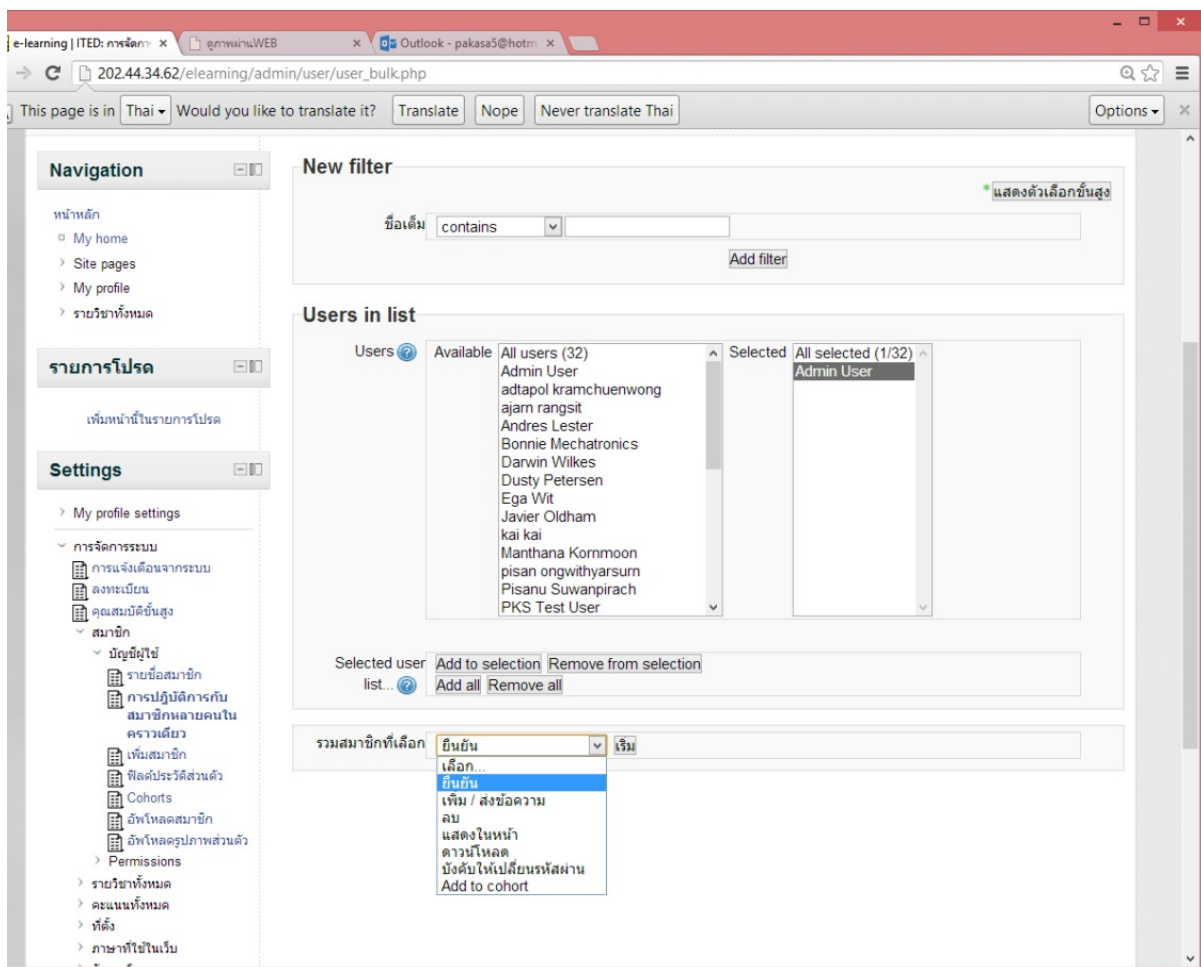 e-learning | ITED: การจัดกา
ดูภาพผ่านWEB
Outlook - pakasa5@hotm
202.44.34.62/elearning/admin/user/user_bulk.php
This page is in Thai Would you like to translate it? Translate Nope Never translate Thai Options
Navigation
หน้าหลัก
My home
Site pages
My profile
รายวิชาทั้งหมด
รายการโปรด
เพิ่มหน้านี้ในรายการโปรด
Settings
My profile settings
การจัดการระบบ
การแจ้งเตือนจากระบบ
ลงทะเบียน
คุณสมบัติขั้นสูง
สมาชิก
บัญชีผู้ใช้
รายชื่อสมาชิก
การปฏิบัติการกับ
สมาชิกหลายคนใน
คราวเดียว
เพิ่มสมาชิก
ฟิลด์ประวัติส่วนตัว
Cohorts
อัพโหลดสมาชิก
อัพโหลดรูปภาพส่วนตัว
Permissions
รายวิชาทั้งหมด
คะแนนทั้งหมด
ที่ตั้ง
ภาษาที่ใช้ในเว็บ
New filter
* แสดงตัวเลือกขั้นสูง
ชื่อเต็ม contains
Add filter
Users in list
Users Available All users (32) Selected All selected (1/32)
Admin User Admin User
adtapol kramchuenwong
ajarn rangsit
Andres Lester
Bonnie Mechatronics
Darwin Wilkes
Dusty Petersen
Ega Wit
Javier Oldham
kai kai
Manthana Kornmoon
pisan ongwithyarsurn
Pisanu Suwanpirach
PKS Test User
Selected user Add to selection Remove from selection
list... Add all Remove all
รวมสมาชิกที่เลือก ยืนยัน เริ่ม
เลือก...
ยืนยัน
เพิ่ม / ส่งข้อความ
ลบ
แสดงในหน้า
ดาวน์โหลด
บังคับให้เปลี่ยนรหัสผ่าน
Add to cohort